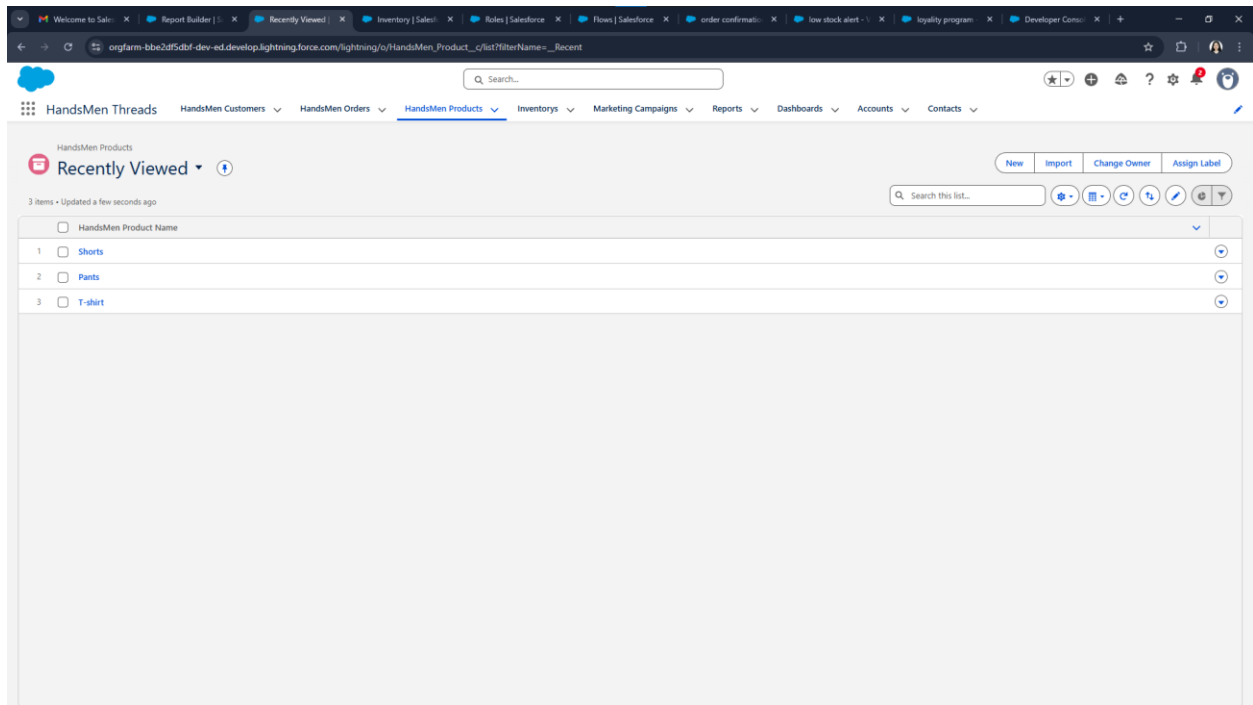 Welcome to Sales
Report Builder | S
Recently Viewed |
Inventory | Salesf
Roles | Salesforce
Flows | Salesforce
order confirmatio
low stock alert - V
loyality program -
Developer Consol
orgfarm-bbe2df5dbf-dev-ed.develop.lightning.force.com/lightning/o/HandsMen_Product__c/list?filterName=__Recent
Search...
2
HandsMen Threads
HandsMen Customers
HandsMen Orders
HandsMen Products
Inventorys
Marketing Campaigns
Reports
Dashboards
Accounts
Contacts
HandsMen Products
Recently Viewed
New
Import
Change Owner
Assign Label
3 items • Updated a few seconds ago
Search this list...
HandsMen Product Name
1 Shorts
2 Pants
3 T-shirt